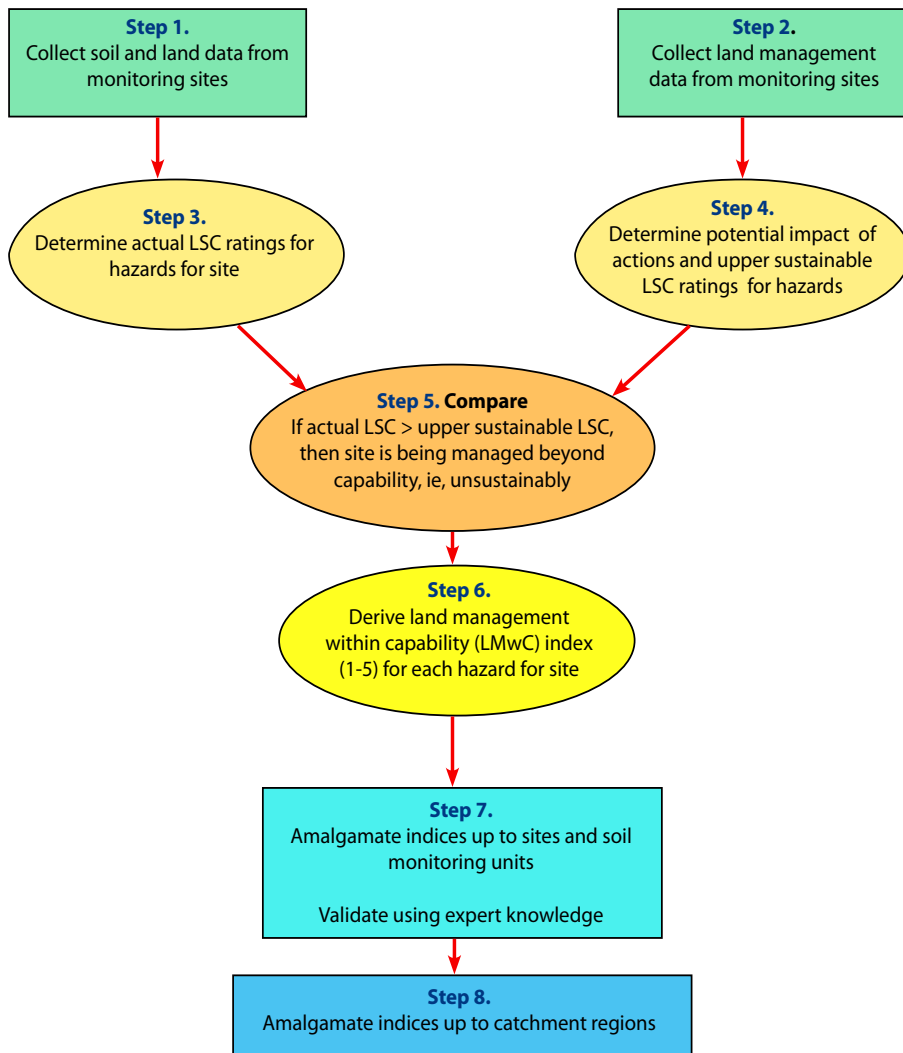 Step 1.
Collect soil and land data from
monitoring sites
Step 2.
Collect land management
data from monitoring sites
Step 3.
Determine actual LSC ratings for
hazards for site
Step 4.
Determine potential impact of
actions and upper sustainable
LSC ratings for hazards
Step 5. Compare
If actual LSC > upper sustainable LSC,
then site is being managed beyond
capability, ie, unsustainably
Step 6.
Derive land management
within capability (LMwC) index
(1-5) for each hazard for site
Step 7.
Amalgamate indices up to sites and soil
monitoring units
Validate using expert knowledge
Step 8.
Amalgamate indices up to catchment regions